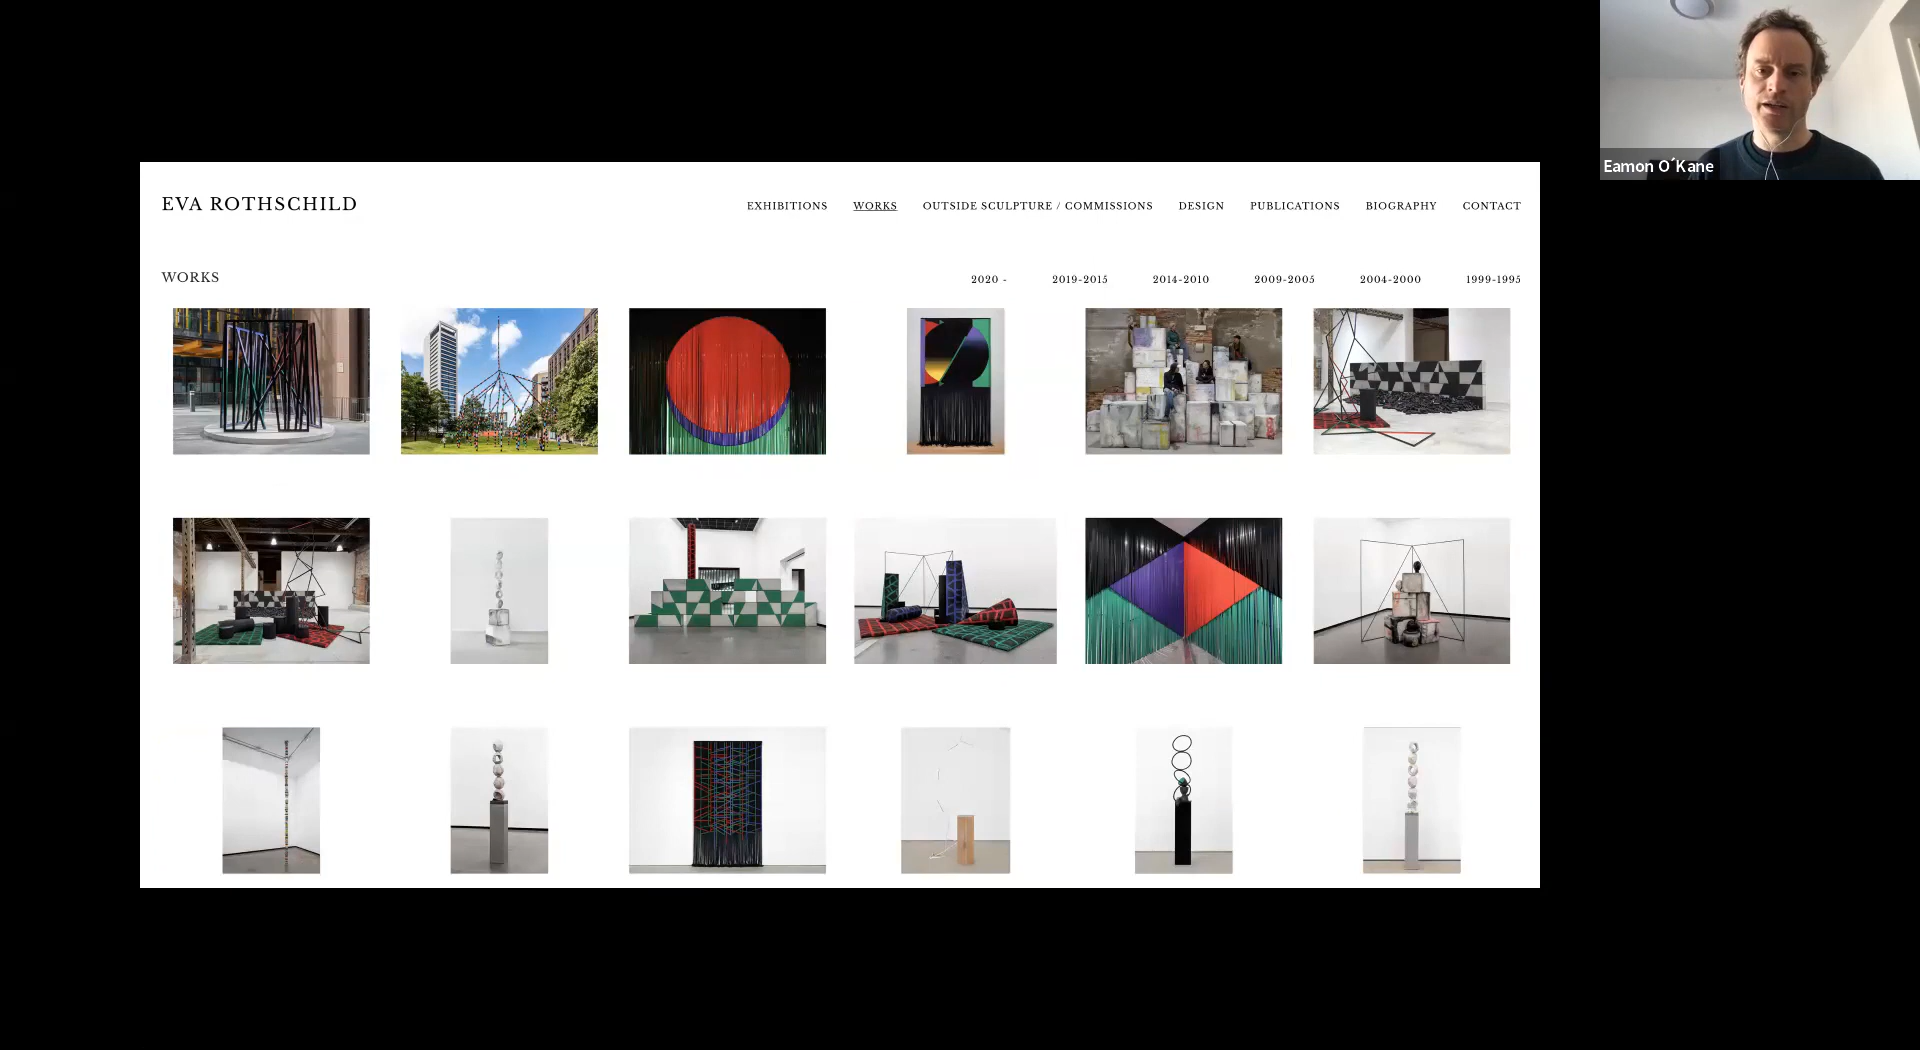 EVA ROTHSCHILD
EXHIBITIONS WORKS OUTSIDE SCULPTURE / COMMISSIONS DESIGN PUBLICATIONS BIOGRAPHY CONTACT
WORKS
2020 - 2019-2015 2014-2010 2009-2005 2004-2000 1999-1995
Eamon O´Kane